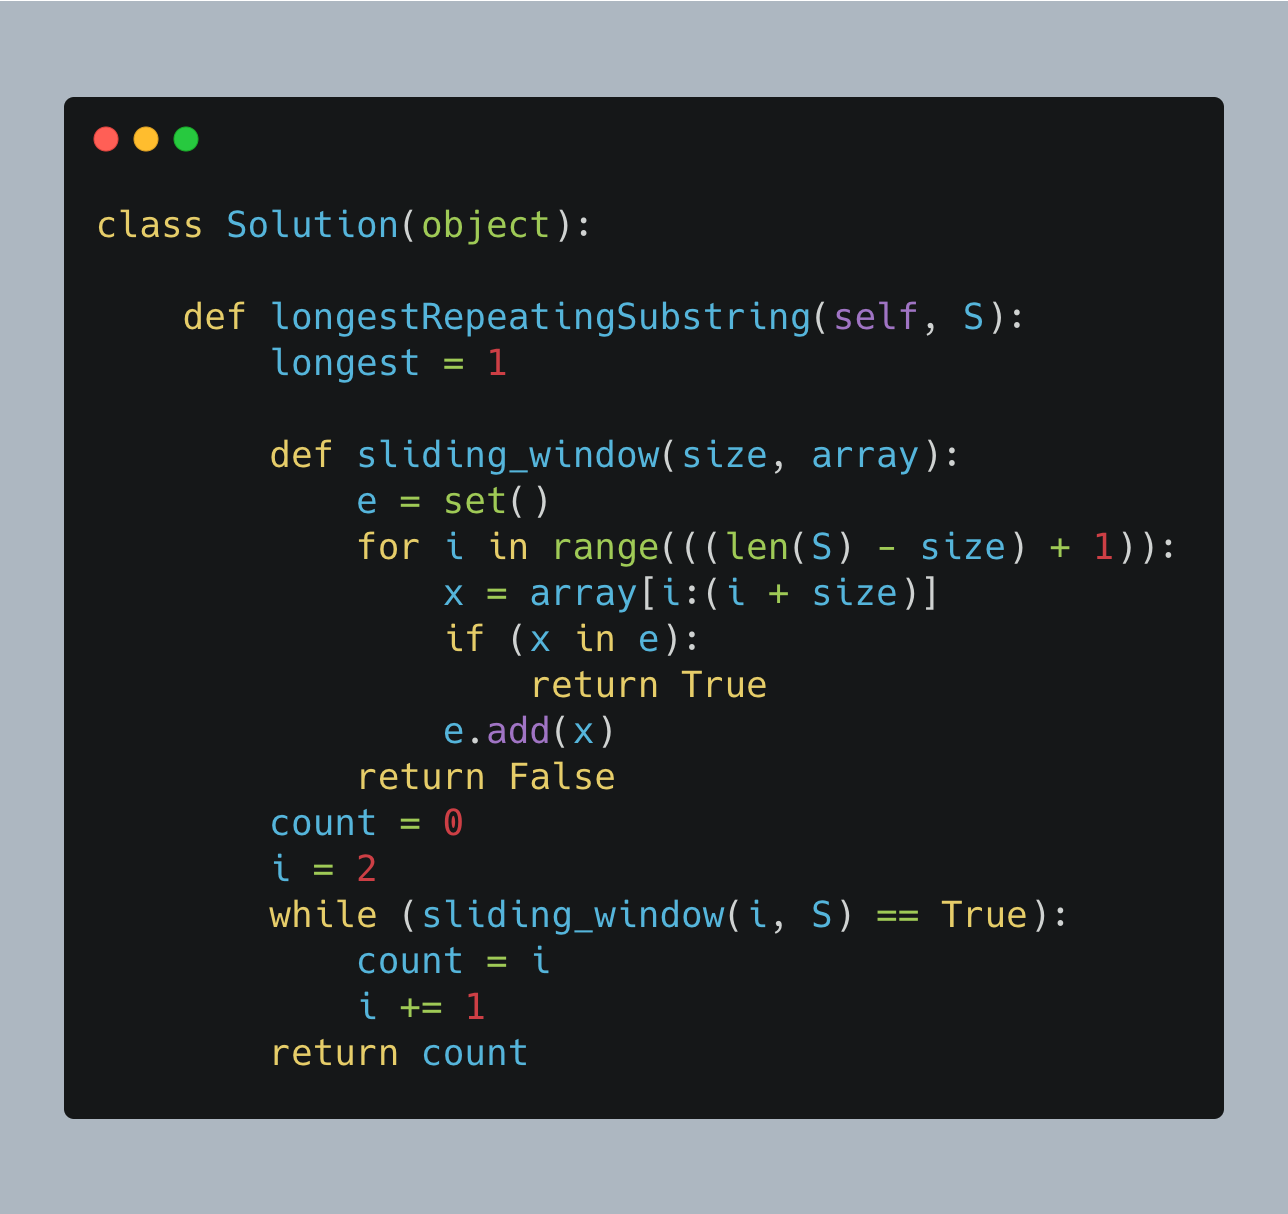 class Solution(object):

    def longestRepeatingSubstring(self, S):
        longest = 1

        def sliding_window(size, array):
            e = set()
            for i in range(((len(S) - size) + 1)):
                x = array[i:(i + size)]
                if (x in e):
                    return True
                e.add(x)
            return False
        count = 0
        i = 2
        while (sliding_window(i, S) == True):
            count = i
            i += 1
        return count